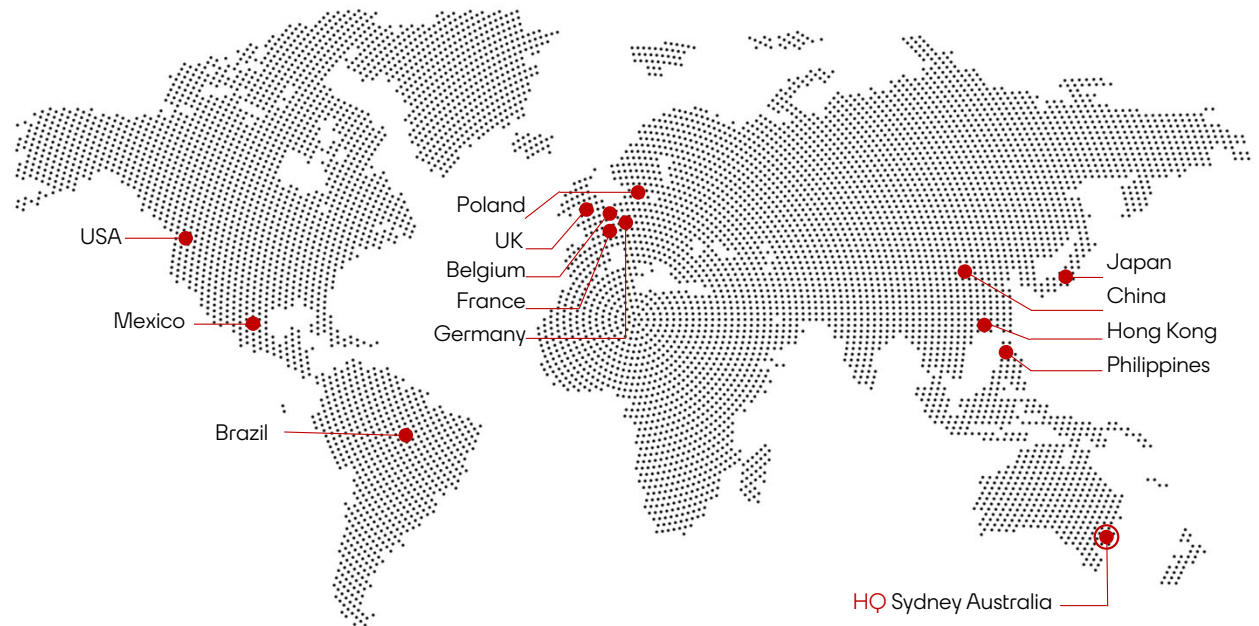 Poland
USA
UK
Belgium
Japan
China
France
Mexico
Hong Kong
Germany
Philippines
Brazil
HQ Sydney Australia